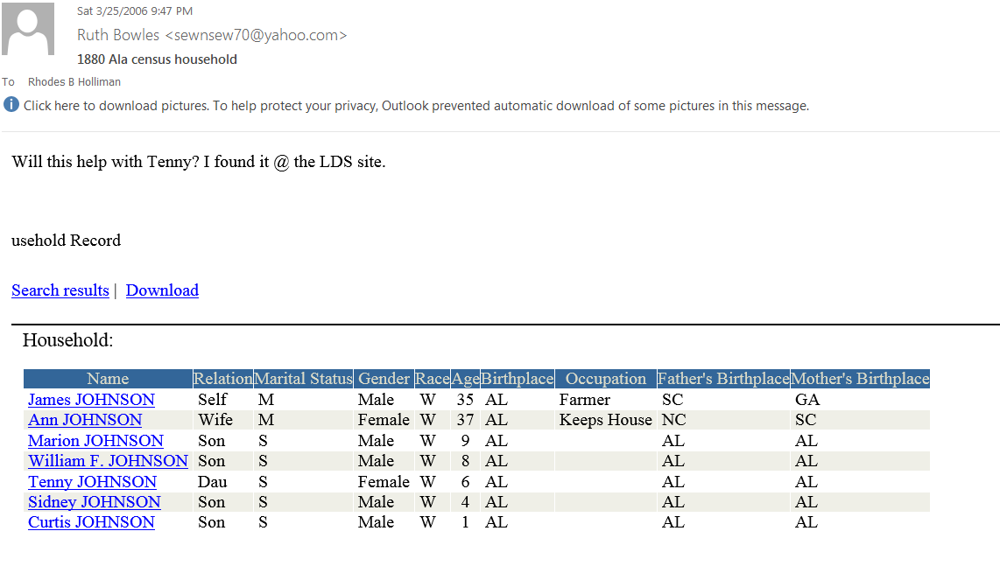 Sat 3/25/2006 9:47 PM
Ruth Bowles <sewnsew70@yahoo.com>
1880 Ala census household
To Rhodes B Holliman
Click here to download pictures. To help protect your privacy, Outlook prevented automatic download of some pictures in this message.
Will this help with Tenny? I found it @ the LDS site.
usehold Record
Search results | Download
Household:
Name Relation Marital Status Gender Race Age Birthplace Occupation Father's Birthplace Mother's Birthplace
James JOHNSON Self M Male W 35 AL Farmer SC GA
Ann JOHNSON Wife M Female W 37 AL Keeps House NC SC
Marion JOHNSON Son S Male W 9 AL AL AL
William F. JOHNSON Son S Male W 8 AL AL AL
Tenny JOHNSON Dau S Female W 6 AL AL AL
Sidney JOHNSON Son S Male W 4 AL AL AL
Curtis JOHNSON Son S Male W 1 AL AL AL